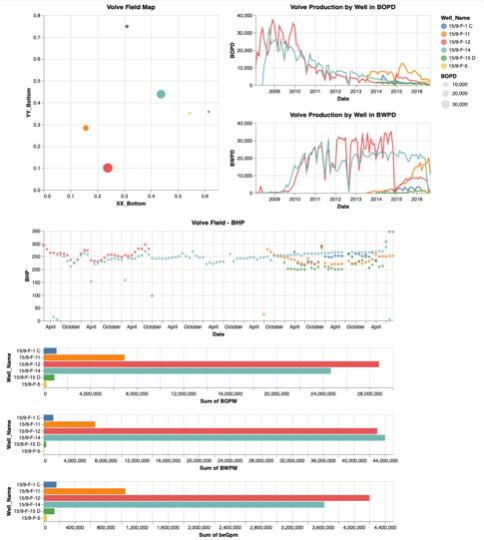 Volve Field Map
0.8
0.7
0.6
0.5
0.4
0.3
0.2
0.1
0.0
YY_Bottom
0.0 0.1 0.2 0.3 0.4 0.5 0.6
XX_Bottom
Volve Production by Well in BOPD
40,000
30,000
20,000
10,000
0
BOPD
2009 2010 2011 2012 2013 2014 2015 2016
Date
Well_Name
15/9-F-1 C
15/9-F-11
15/9-F-12
15/9-F-14
15/9-F-15 D
15/9-F-5
BOPD
10,000
20,000
30,000
Volve Production by Well in BWPD
40,000
30,000
20,000
10,000
0
BWPD
2009 2010 2011 2012 2013 2014 2015 2016
Date
Volve Field - BHP
350
300
250
200
150
100
50
0
BHP
April October April October April October April October April October April October April October April October April
Date
Well_Name
15/9-F-1 C
15/9-F-11
15/9-F-12
15/9-F-14
15/9-F-15 D
15/9-F-5
0 4,000,000 8,000,000 12,000,000 16,000,000 20,000,000 24,000,000 28,000,000
Sum of BOPM
Well_Name
15/9-F-1 C
15/9-F-11
15/9-F-12
15/9-F-14
15/9-F-15 D
15/9-F-5
0 4,000,000 8,000,000 12,000,000 16,000,000 20,000,000 24,000,000 28,000,000 32,000,000 36,000,000 40,000,000 44,000,000
Sum of BWPM
Well_Name
15/9-F-1 C
15/9-F-11
15/9-F-12
15/9-F-14
15/9-F-15 D
15/9-F-5
0 400,000 800,000 1,200,000 1,600,000 2,000,000 2,400,000 2,800,000 3,200,000 3,600,000 4,000,000 4,400,000
Sum of beGpm